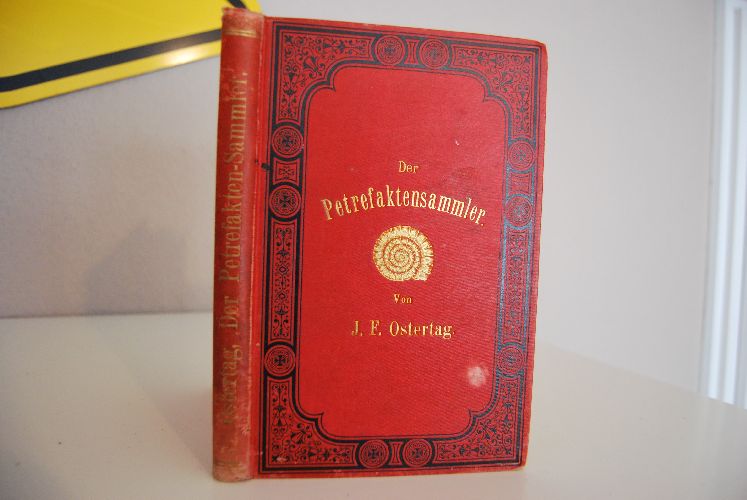 Der
Petrefaktensammler.
Von
J. F. Ostertag.
Ostertag, Der Petrefakten-Sammler.